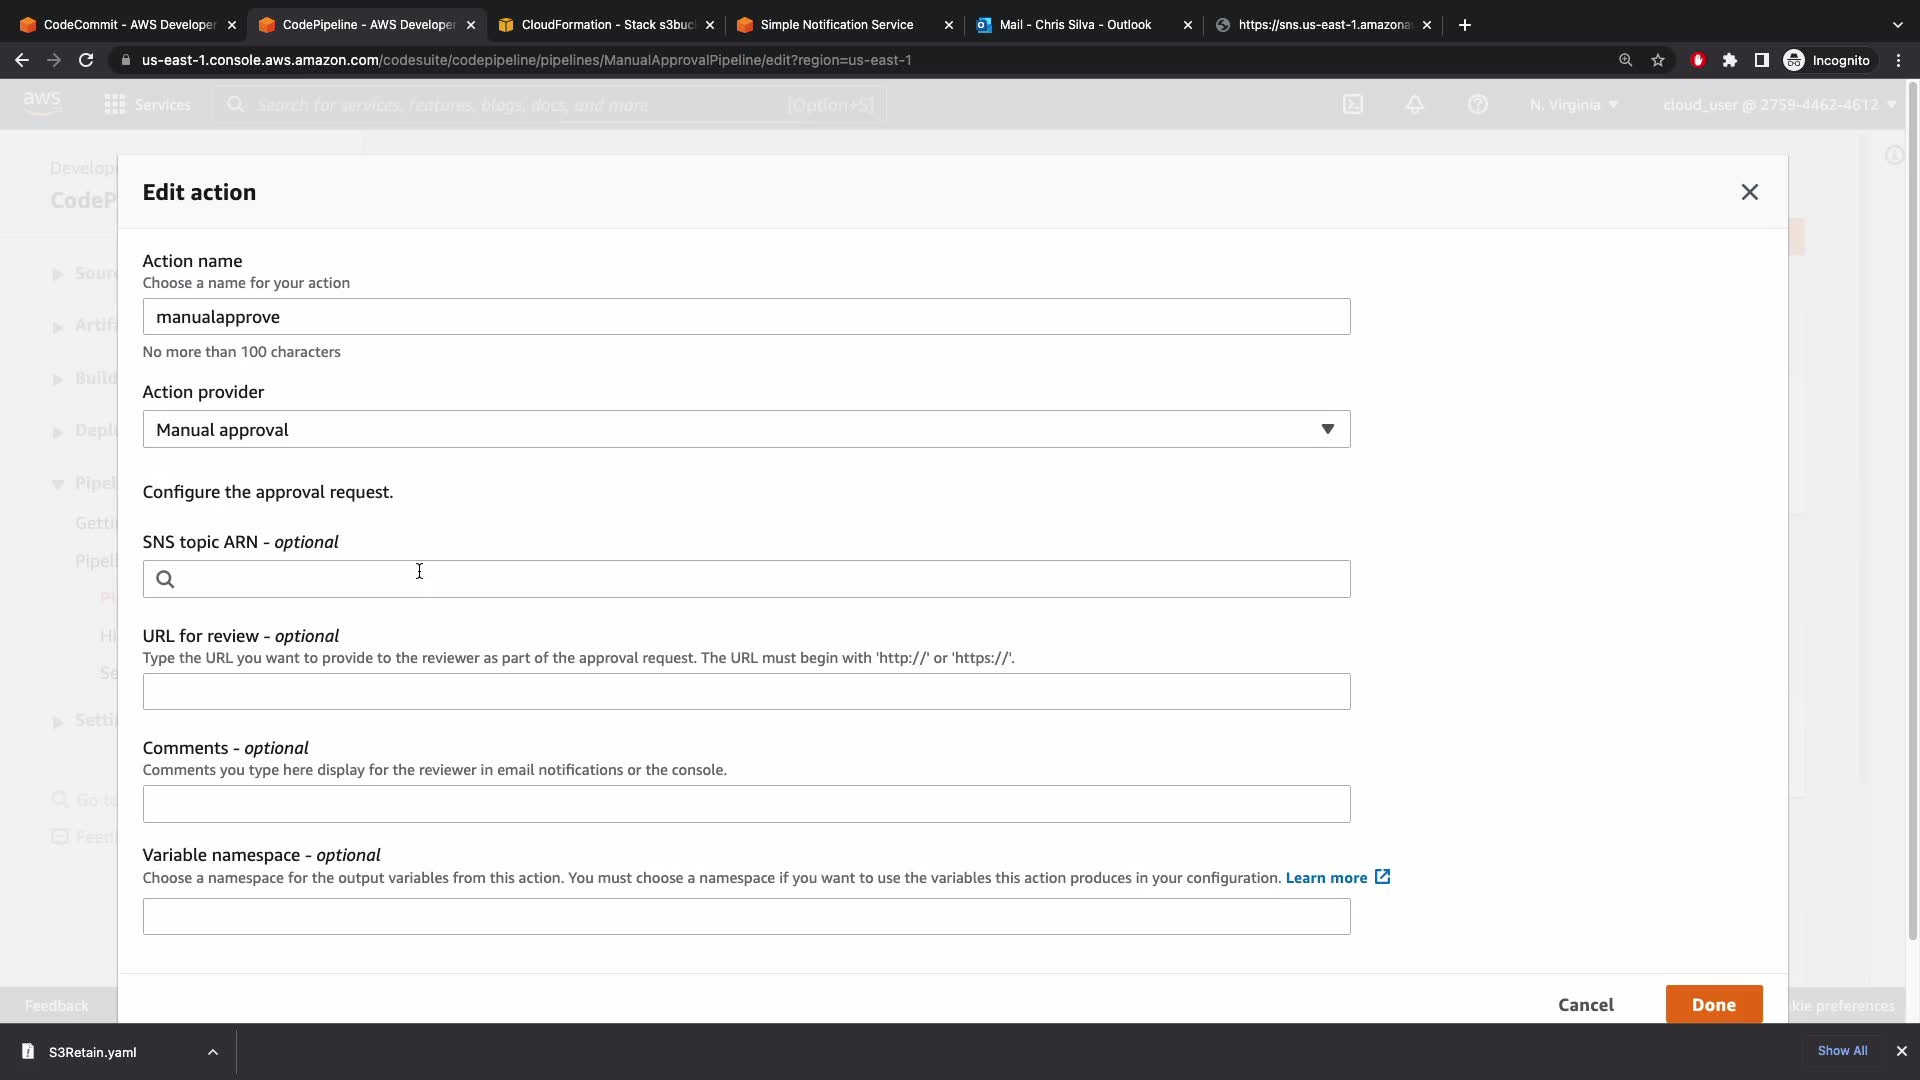 CodeCommit - AWS Developer
CodePipeline - AWS Developer
CloudFormation - Stack s3buc
Simple Notification Service
Mail - Chris Silva - Outlook
https://sns.us-east-1.amazona
us-east-1.console.aws.amazon.com/codesuite/codepipeline/pipelines/ManualApprovalPipeline/edit?region=us-east-1
Incognito
aws
Services
Search for services, features, blogs, docs, and more
[Option+S]
N. Virginia
cloud_user @ 2759-4462-4612
Develop
CodeP
Sour
Artif
Build
Depl
Pipel
Getti
Pipel
Pi
Hi
Se
Setti
Go to
Feed
Edit action
Action name
Choose a name for your action
manualapprove
No more than 100 characters
Action provider
Manual approval
Configure the approval request.
SNS topic ARN - optional
URL for review - optional
Type the URL you want to provide to the reviewer as part of the approval request. The URL must begin with 'http://' or 'https://'.
Comments - optional
Comments you type here display for the reviewer in email notifications or the console.
Variable namespace - optional
Choose a namespace for the output variables from this action. You must choose a namespace if you want to use the variables this action produces in your configuration. Learn more
Cancel
Done
Feedback
kie preferences
S3Retain.yaml
Show All